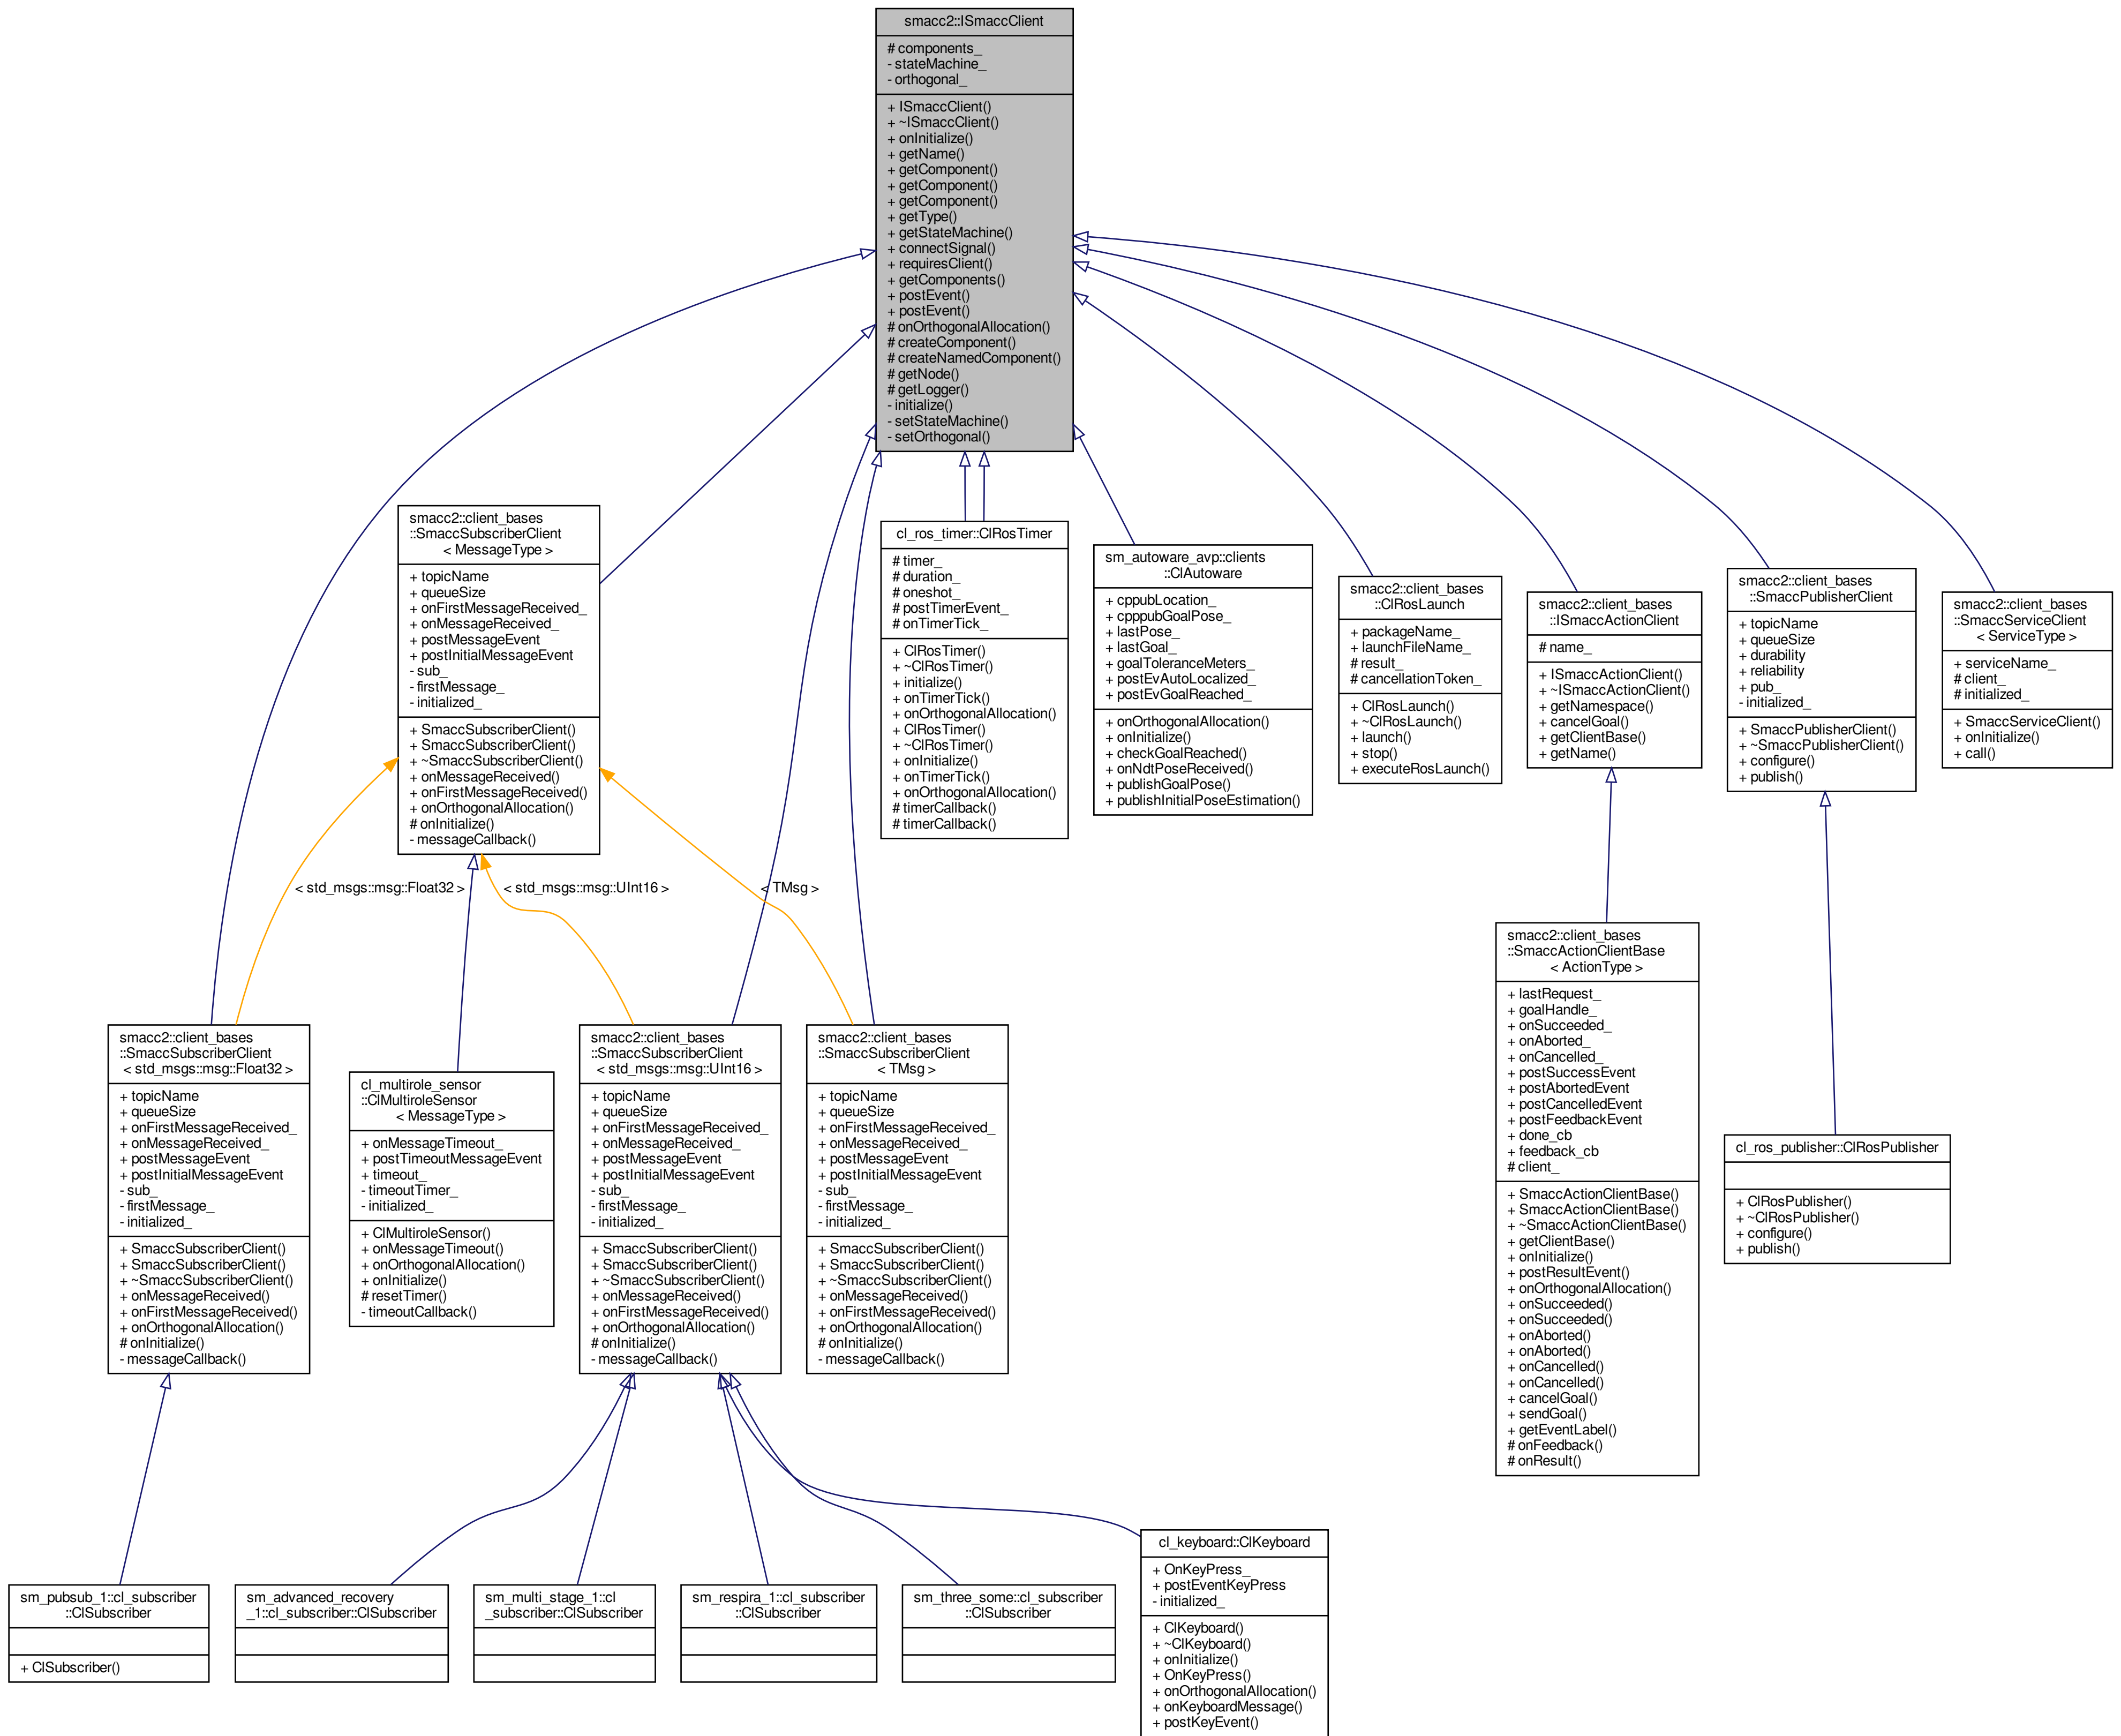 smacc2::ISmaccClient
# components_
- stateMachine_
- orthogonal_
+ ISmaccClient()
+ ~ISmaccClient()
+ onInitialize()
+ getName()
+ getComponent()
+ getComponent()
+ getComponent()
+ getType()
+ getStateMachine()
+ connectSignal()
+ requiresClient()
+ getComponents()
+ postEvent()
+ postEvent()
# onOrthogonalAllocation()
# createComponent()
# createNamedComponent()
# getNode()
# getLogger()
- initialize()
- setStateMachine()
- setOrthogonal()
smacc2::client_bases
::SmaccSubscriberClient
< MessageType >
+ topicName
+ queueSize
+ onFirstMessageReceived_
+ onMessageReceived_
+ postMessageEvent
+ postInitialMessageEvent
- sub_
- firstMessage_
- initialized_
+ SmaccSubscriberClient()
+ SmaccSubscriberClient()
+ ~SmaccSubscriberClient()
+ onMessageReceived()
+ onFirstMessageReceived()
+ onOrthogonalAllocation()
# onInitialize()
- messageCallback()
cl_ros_timer::ClRosTimer
# timer_
# duration_
# oneshot_
# postTimerEvent_
# onTimerTick_
+ ClRosTimer()
+ ~ClRosTimer()
+ initialize()
+ onTimerTick()
+ onOrthogonalAllocation()
+ ClRosTimer()
+ ~ClRosTimer()
+ onInitialize()
+ onTimerTick()
+ onOrthogonalAllocation()
# timerCallback()
# timerCallback()
sm_autoware_avp::clients
::ClAutoware
+ cppubLocation_
+ cpppubGoalPose_
+ lastPose_
+ lastGoal_
+ goalToleranceMeters_
+ postEvAutoLocalized_
+ postEvGoalReached_
+ onOrthogonalAllocation()
+ onInitialize()
+ checkGoalReached()
+ onNdtPoseReceived()
+ publishGoalPose()
+ publishInitialPoseEstimation()
smacc2::client_bases
::ClRosLaunch
+ packageName_
+ launchFileName_
# result_
# cancellationToken_
+ ClRosLaunch()
+ ~ClRosLaunch()
+ launch()
+ stop()
+ executeRosLaunch()
smacc2::client_bases
::ISmaccActionClient
# name_
+ ISmaccActionClient()
+ ~ISmaccActionClient()
+ getNamespace()
+ cancelGoal()
+ getClientBase()
+ getName()
smacc2::client_bases
::SmaccPublisherClient
+ topicName
+ queueSize
+ durability
+ reliability
+ pub_
- initialized_
+ SmaccPublisherClient()
+ ~SmaccPublisherClient()
+ configure()
+ publish()
smacc2::client_bases
::SmaccServiceClient
< ServiceType >
+ serviceName_
# client_
# initialized_
+ SmaccServiceClient()
+ onInitialize()
+ call()
< std_msgs::msg::Float32 >
< std_msgs::msg::UInt16 >
< TMsg >
smacc2::client_bases
::SmaccSubscriberClient
< std_msgs::msg::Float32 >
+ topicName
+ queueSize
+ onFirstMessageReceived_
+ onMessageReceived_
+ postMessageEvent
+ postInitialMessageEvent
- sub_
- firstMessage_
- initialized_
+ SmaccSubscriberClient()
+ SmaccSubscriberClient()
+ ~SmaccSubscriberClient()
+ onMessageReceived()
+ onFirstMessageReceived()
+ onOrthogonalAllocation()
# onInitialize()
- messageCallback()
cl_multirole_sensor
::ClMultiroleSensor
< MessageType >
+ onMessageTimeout_
+ postTimeoutMessageEvent
+ timeout_
- timeoutTimer_
- initialized_
+ ClMultiroleSensor()
+ onMessageTimeout()
+ onOrthogonalAllocation()
+ onInitialize()
# resetTimer()
- timeoutCallback()
smacc2::client_bases
::SmaccSubscriberClient
< std_msgs::msg::UInt16 >
+ topicName
+ queueSize
+ onFirstMessageReceived_
+ onMessageReceived_
+ postMessageEvent
+ postInitialMessageEvent
- sub_
- firstMessage_
- initialized_
+ SmaccSubscriberClient()
+ SmaccSubscriberClient()
+ ~SmaccSubscriberClient()
+ onMessageReceived()
+ onFirstMessageReceived()
+ onOrthogonalAllocation()
# onInitialize()
- messageCallback()
smacc2::client_bases
::SmaccSubscriberClient
< TMsg >
+ topicName
+ queueSize
+ onFirstMessageReceived_
+ onMessageReceived_
+ postMessageEvent
+ postInitialMessageEvent
- sub_
- firstMessage_
- initialized_
+ SmaccSubscriberClient()
+ SmaccSubscriberClient()
+ ~SmaccSubscriberClient()
+ onMessageReceived()
+ onFirstMessageReceived()
+ onOrthogonalAllocation()
# onInitialize()
- messageCallback()
smacc2::client_bases
::SmaccActionClientBase
< ActionType >
+ lastRequest_
+ goalHandle_
+ onSucceeded_
+ onAborted_
+ onCancelled_
+ postSuccessEvent
+ postAbortedEvent
+ postCancelledEvent
+ postFeedbackEvent
+ done_cb
+ feedback_cb
# client_
+ SmaccActionClientBase()
+ SmaccActionClientBase()
+ ~SmaccActionClientBase()
+ getClientBase()
+ onInitialize()
+ postResultEvent()
+ onOrthogonalAllocation()
+ onSucceeded()
+ onSucceeded()
+ onAborted()
+ onAborted()
+ onCancelled()
+ onCancelled()
+ cancelGoal()
+ sendGoal()
+ getEventLabel()
# onFeedback()
# onResult()
cl_ros_publisher::ClRosPublisher
+ ClRosPublisher()
+ ~ClRosPublisher()
+ configure()
+ publish()
sm_pubsub_1::cl_subscriber
::ClSubscriber
+ ClSubscriber()
sm_advanced_recovery
_1::cl_subscriber::ClSubscriber
sm_multi_stage_1::cl
_subscriber::ClSubscriber
sm_respira_1::cl_subscriber
::ClSubscriber
sm_three_some::cl_subscriber
::ClSubscriber
cl_keyboard::ClKeyboard
+ OnKeyPress_
+ postEventKeyPress
- initialized_
+ ClKeyboard()
+ ~ClKeyboard()
+ onInitialize()
+ OnKeyPress()
+ onOrthogonalAllocation()
+ onKeyboardMessage()
+ postKeyEvent()